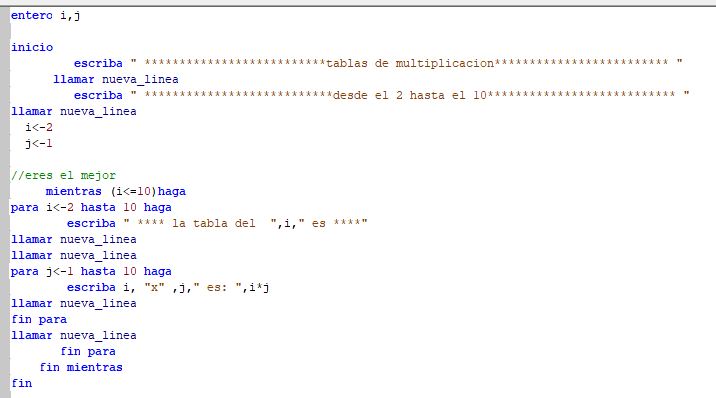 entero i,j
inicio
escriba " **************************tablas de multiplicacion************************* "
llamar nueva_linea
escriba " ***************************desde el 2 hasta el 10*************************** "
llamar nueva_linea
i<-2
j<-1
//eres el mejor
mientras (i<=10)haga
para i<-2 hasta 10 haga
escriba " **** la tabla del  ",i," es ****"
llamar nueva_linea
llamar nueva_linea
para j<-1 hasta 10 haga
escriba i, "x" ,j," es: ",i*j
llamar nueva_linea
fin para
llamar nueva_linea
fin para
fin mientras
fin